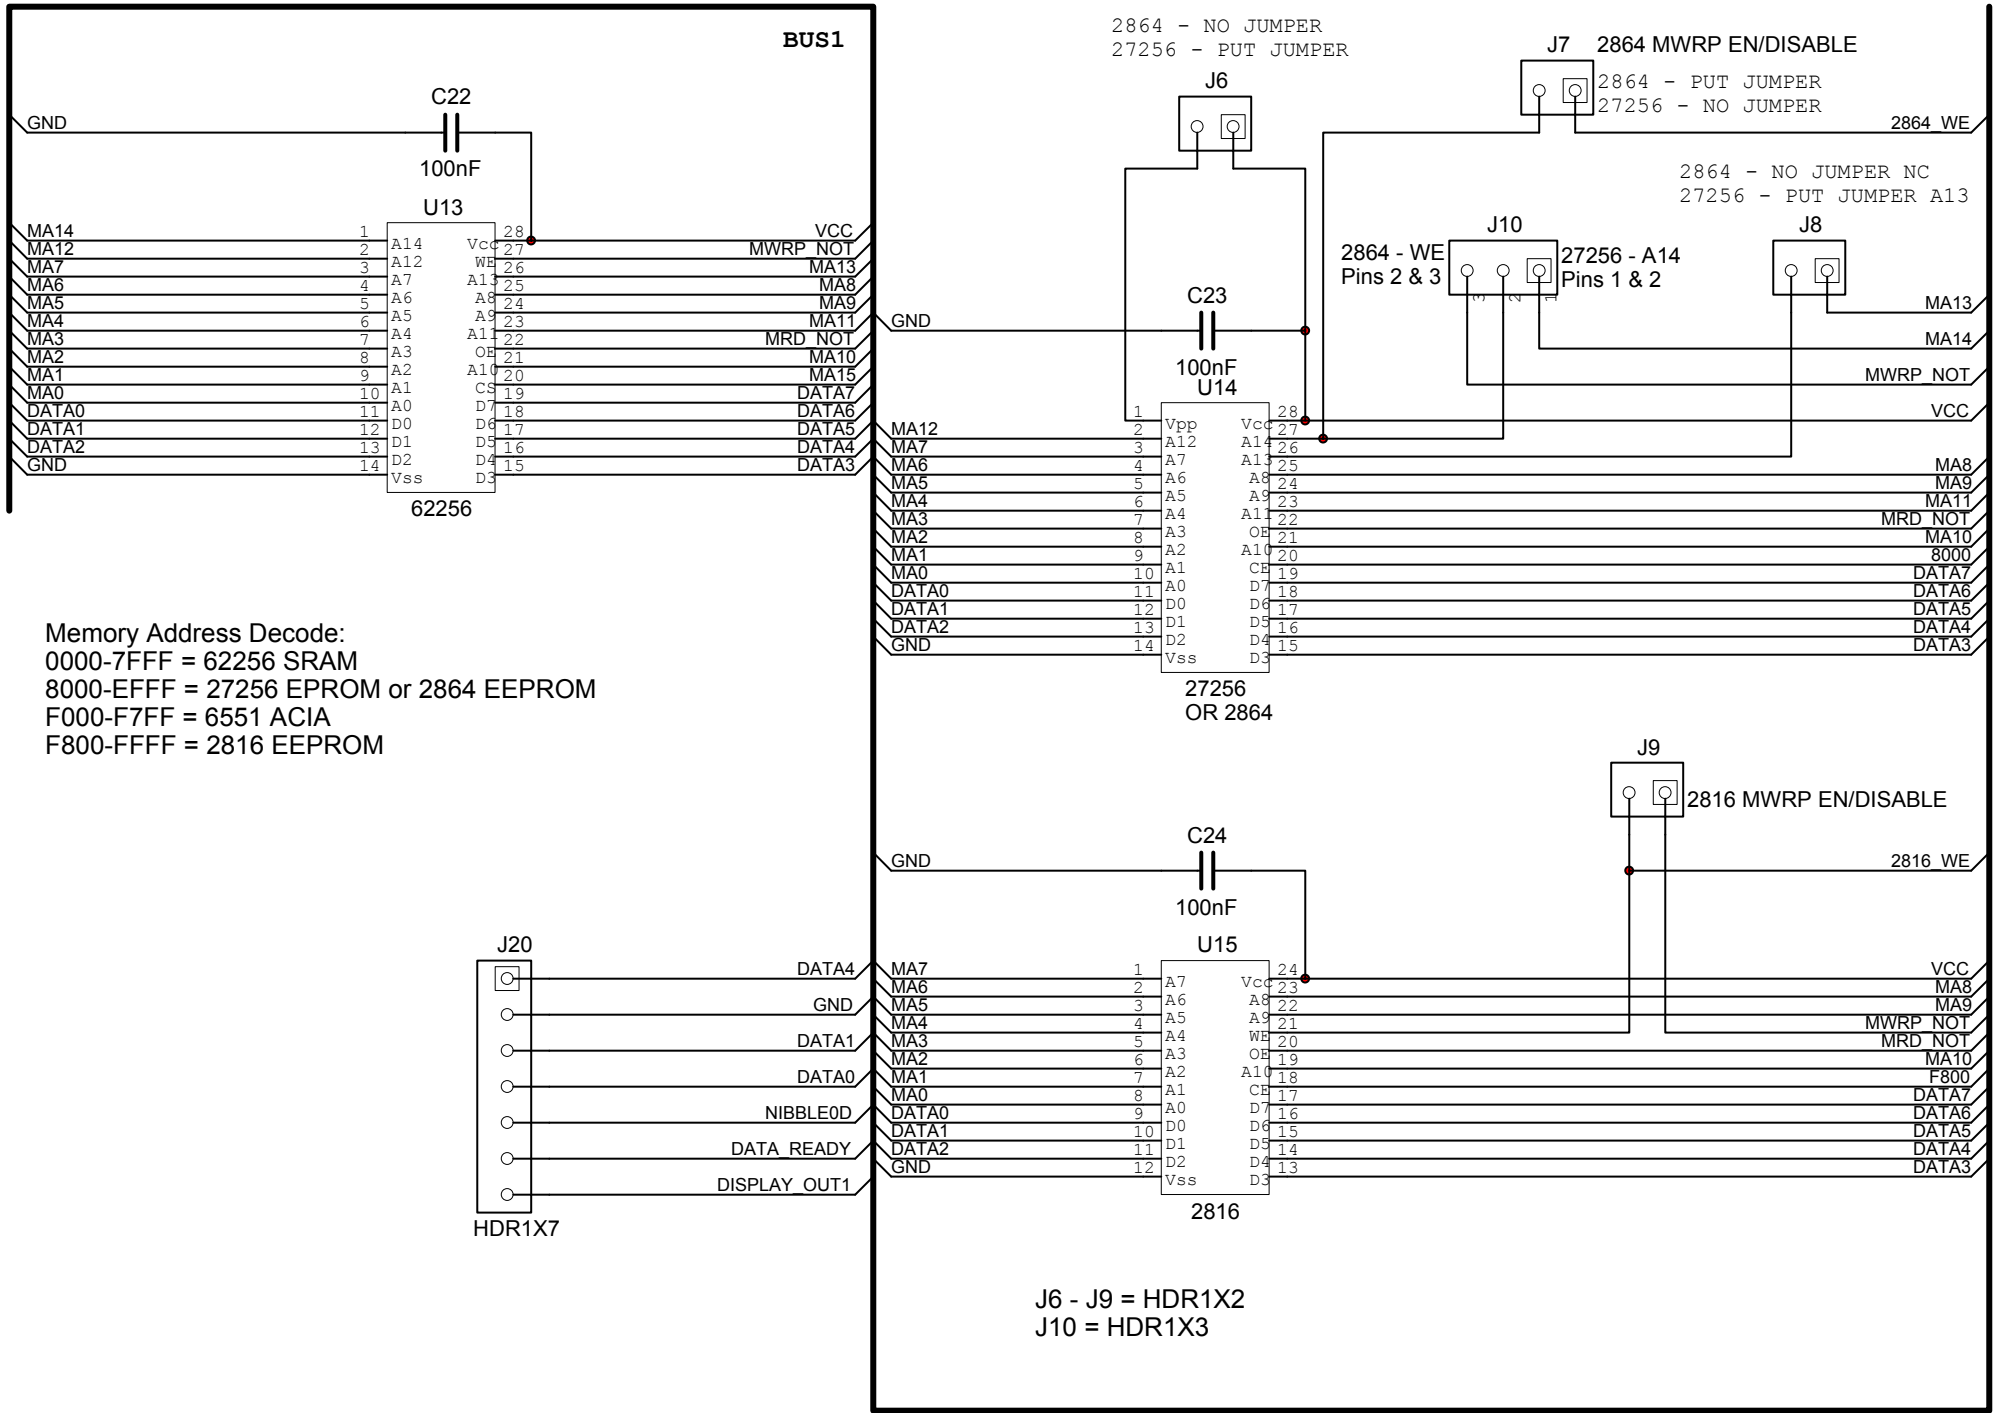 BUS1
C22
GND
100nF
U13
MA14 1 A14 Vcc 28 VCC
MA12 2 A12 WE 27 MWRP_NOT
MA7 3 A7 A13 26 MA13
MA6 4 A6 A8 25 MA8
MA5 5 A5 A9 24 MA9
MA4 6 A4 A11 23 MA11
MA3 7 A3 OE 22 MRD_NOT
MA2 8 A2 A10 21 MA10
MA1 9 A1 CS 20 MA15
MA0 10 A0 D7 19 DATA7
DATA0 11 D0 D6 18 DATA6
DATA1 12 D1 D5 17 DATA5
DATA2 13 D2 D4 16 DATA4
GND 14 Vss D3 15 DATA3
62256
Memory Address Decode:
0000-7FFF = 62256 SRAM
8000-EFFF = 27256 EPROM or 2864 EEPROM
F000-F7FF = 6551 ACIA
F800-FFFF = 2816 EEPROM
J20
DATA4
GND
DATA1
DATA0
NIBBLE0D
DATA_READY
DISPLAY_OUT1
HDR1X7
2864 - NO JUMPER
27256 - PUT JUMPER
J6
J7 2864 MWRP EN/DISABLE
2864 - PUT JUMPER
27256 - NO JUMPER
2864_WE
2864 - NO JUMPER NC
27256 - PUT JUMPER A13
J10
J8
2864 - WE
Pins 2 & 3
27256 - A14
Pins 1 & 2
3 2 1
MA13
MA14
MWRP_NOT
C23
GND
100nF
U14
1 Vpp Vcc 28 VCC
MA12 2 A12 A14 27
MA7 3 A7 A13 26
MA6 4 A6 A8 25 MA8
MA5 5 A5 A9 24 MA9
MA4 6 A4 A11 23 MA11
MA3 7 A3 OE 22 MRD_NOT
MA2 8 A2 A10 21 MA10
MA1 9 A1 CE 20 8000
MA0 10 A0 D7 19 DATA7
DATA0 11 D0 D6 18 DATA6
DATA1 12 D1 D5 17 DATA5
DATA2 13 D2 D4 16 DATA4
GND 14 Vss D3 15 DATA3
27256
OR 2864
J9
2816 MWRP EN/DISABLE
2816_WE
C24
GND
100nF
U15
MA7 1 A7 Vcc 24 VCC
MA6 2 A6 A8 23 MA8
MA5 3 A5 A9 22 MA9
MA4 4 A4 WE 21 MWRP_NOT
MA3 5 A3 OE 20 MRD_NOT
MA2 6 A2 A10 19 MA10
MA1 7 A1 CE 18 F800
MA0 8 A0 D7 17 DATA7
DATA0 9 D0 D6 16 DATA6
DATA1 10 D1 D5 15 DATA5
DATA2 11 D2 D4 14 DATA4
GND 12 Vss D3 13 DATA3
2816
J6 - J9 = HDR1X2
J10 = HDR1X3